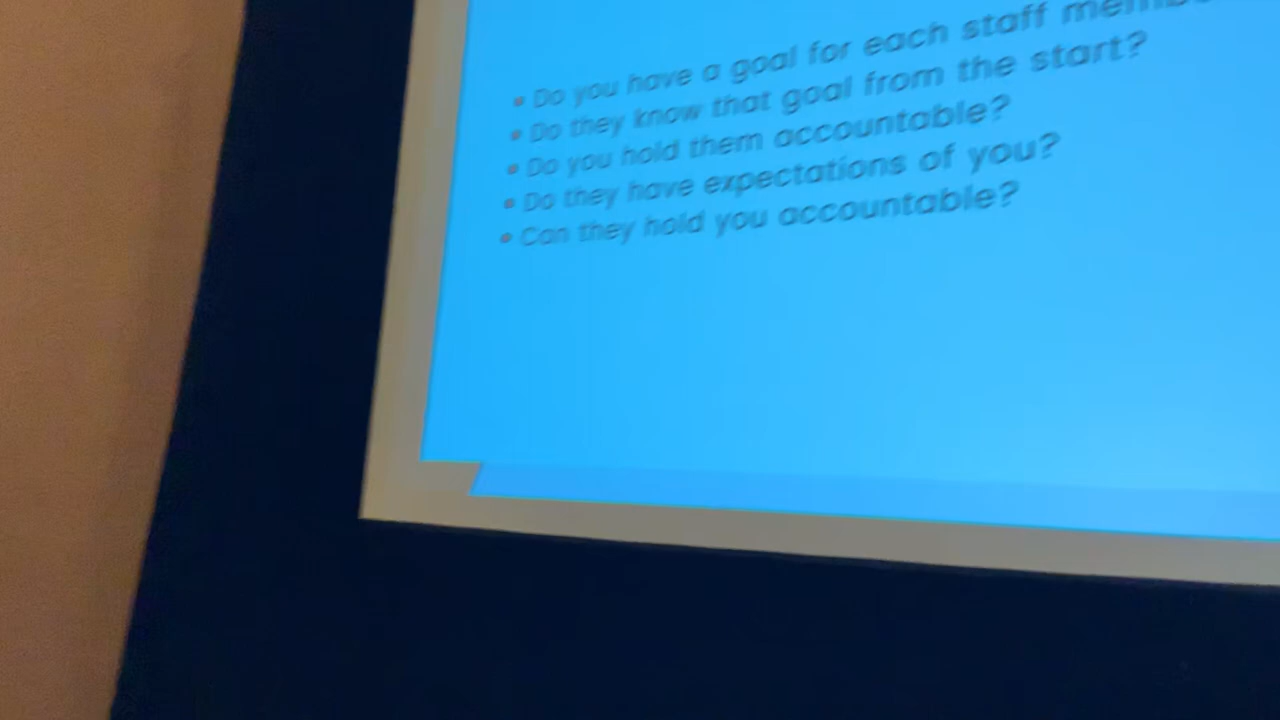 • Do you have a goal for each staff
• Do they know that goal from the start?
• Do you hold them accountable?
• Do they have expectations of you?
• Can they hold you accountable?